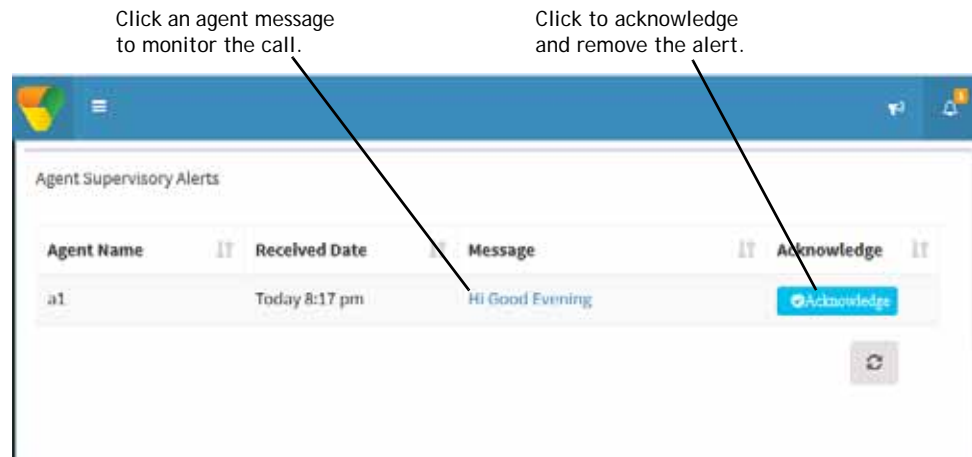 Click an agent message
to monitor the call.
Click to acknowledge
and remove the alert.
1
Agent Supervisory Alerts
Agent Name Received Date Message Acknowledge
a1 Today 8:17 pm Hi Good Evening Acknowledge